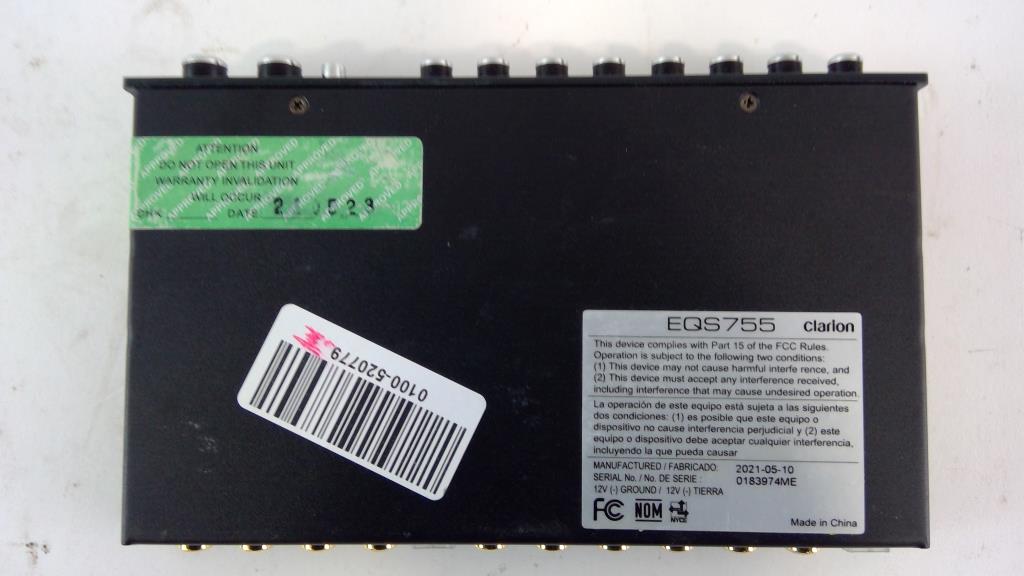 ATTENTION
DO NOT OPEN THIS UNIT
WARRANTY INVALIDATION
WILL OCCUR
CHK. DATE: 210523
APPROVED
0100-520779
EQS755 clarion
This device complies with Part 15 of the FCC Rules.
Operation is subject to the following two conditions:
(1) This device may not cause harmful interfe rence, and
(2) This device must accept any interference received,
including interference that may cause undesired operation.
La operación de este equipo está sujeta a las siguientes
dos condiciones: (1) es posible que este equipo o
dispositivo no cause interferencia perjudicial y (2) este
equipo o dispositivo debe aceptar cualquier interferencia,
incluyendo la que pueda causar
MANUFACTURED / FABRICADO: 2021-05-10
SERIAL No. / No. DE SERIE : 0183974ME
12V (-) GROUND / 12V (-) TIERRA
FC NOM NYCE
Made in China